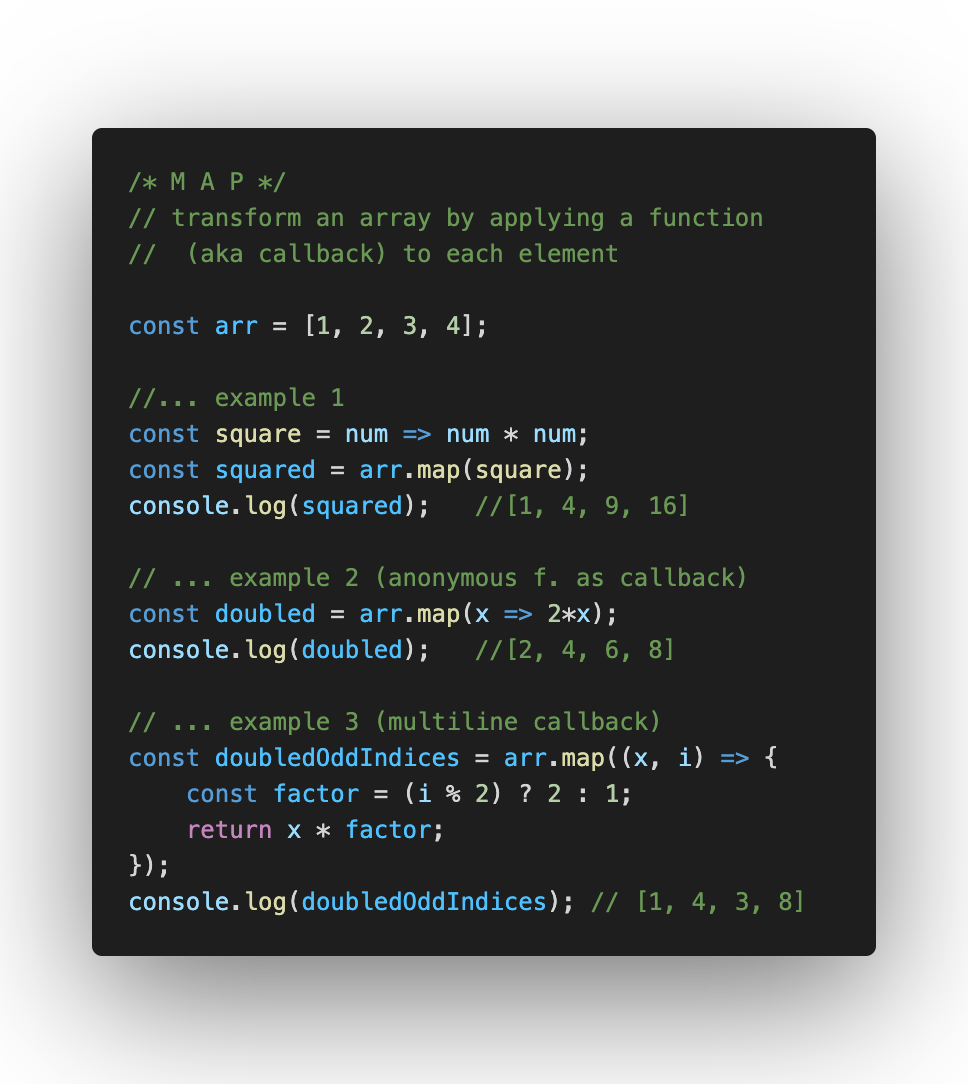 /* M A P */
// transform an array by applying a function
//  (aka callback) to each element
const arr = [1, 2, 3, 4];
//... example 1
const square = num => num * num;
const squared = arr.map(square);
console.log(squared);   //[1, 4, 9, 16]
// ... example 2 (anonymous f. as callback)
const doubled = arr.map(x => 2*x);
console.log(doubled);   //[2, 4, 6, 8]
// ... example 3 (multiline callback)
const doubledOddIndices = arr.map((x, i) => {
    const factor = (i % 2) ? 2 : 1;
    return x * factor;
});
console.log(doubledOddIndices); // [1, 4, 3, 8]